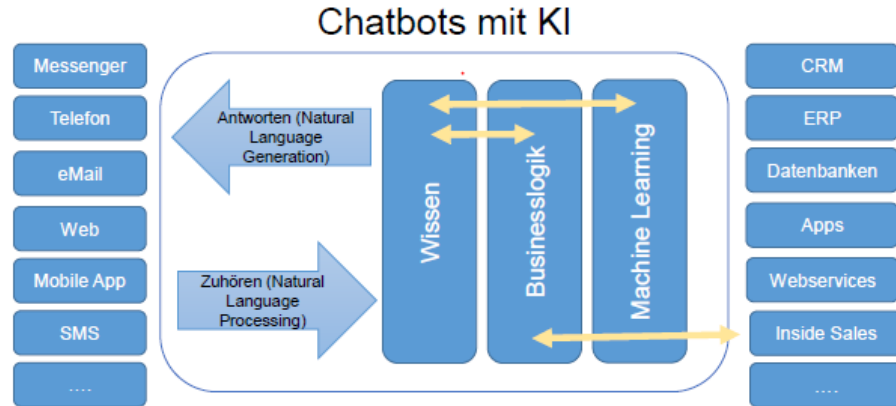 Chatbots mit KI
Messenger
Telefon
eMail
Web
Mobile App
SMS
....
Antworten (Natural
Language
Generation)
Zuhören (Natural
Language
Processing)
Wissen
Businesslogik
Machine Learning
CRM
ERP
Datenbanken
Apps
Webservices
Inside Sales
....